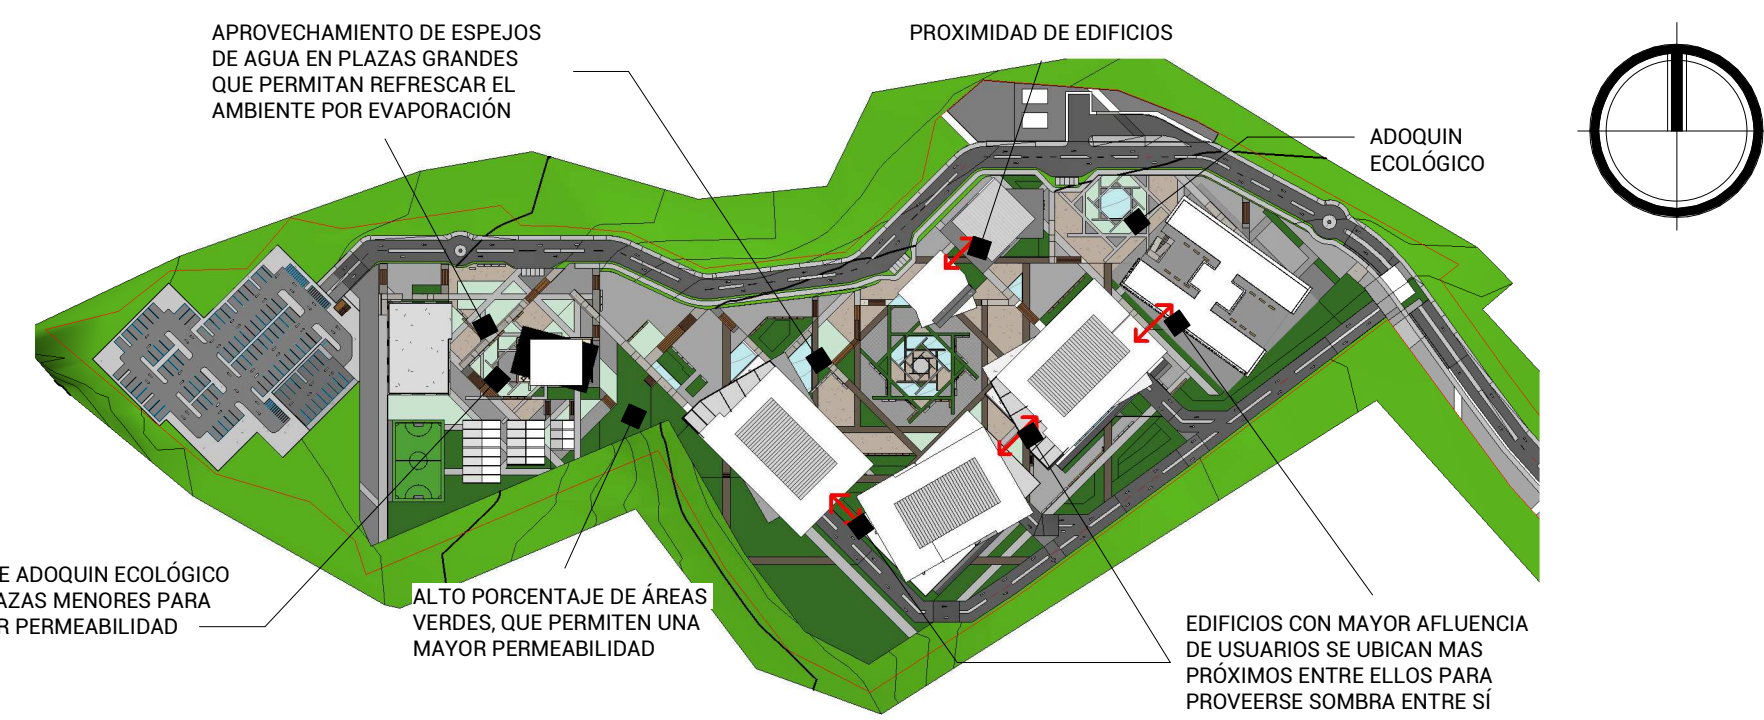 APROVECHAMIENTO DE ESPEJOS
DE AGUA EN PLAZAS GRANDES
QUE PERMITAN REFRESCAR EL
AMBIENTE POR EVAPORACIÓN
PROXIMIDAD DE EDIFICIOS
ADOQUIN
ECOLÓGICO
ADOQUIN ECOLÓGICO
MENORES PARA
PERMEABILIDAD
ALTO PORCENTAJE DE ÁREAS
VERDES, QUE PERMITEN UNA
MAYOR PERMEABILIDAD
EDIFICIOS CON MAYOR AFLUENCIA
DE USUARIOS SE UBICAN MAS
PRÓXIMOS ENTRE ELLOS PARA
PROVEERSE SOMBRA ENTRE SÍ